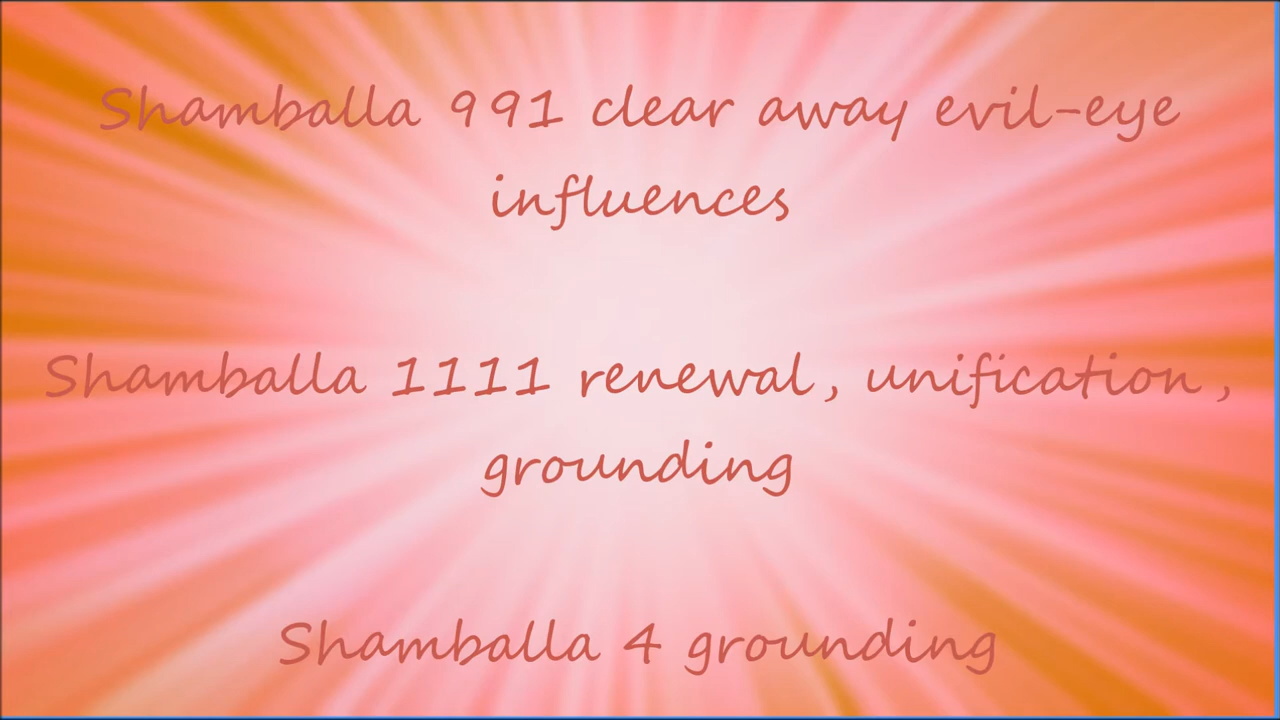 Shamballa 991 clear away evil-eye
influences
Shamballa 1111 renewal, unification,
grounding
Shamballa 4 grounding